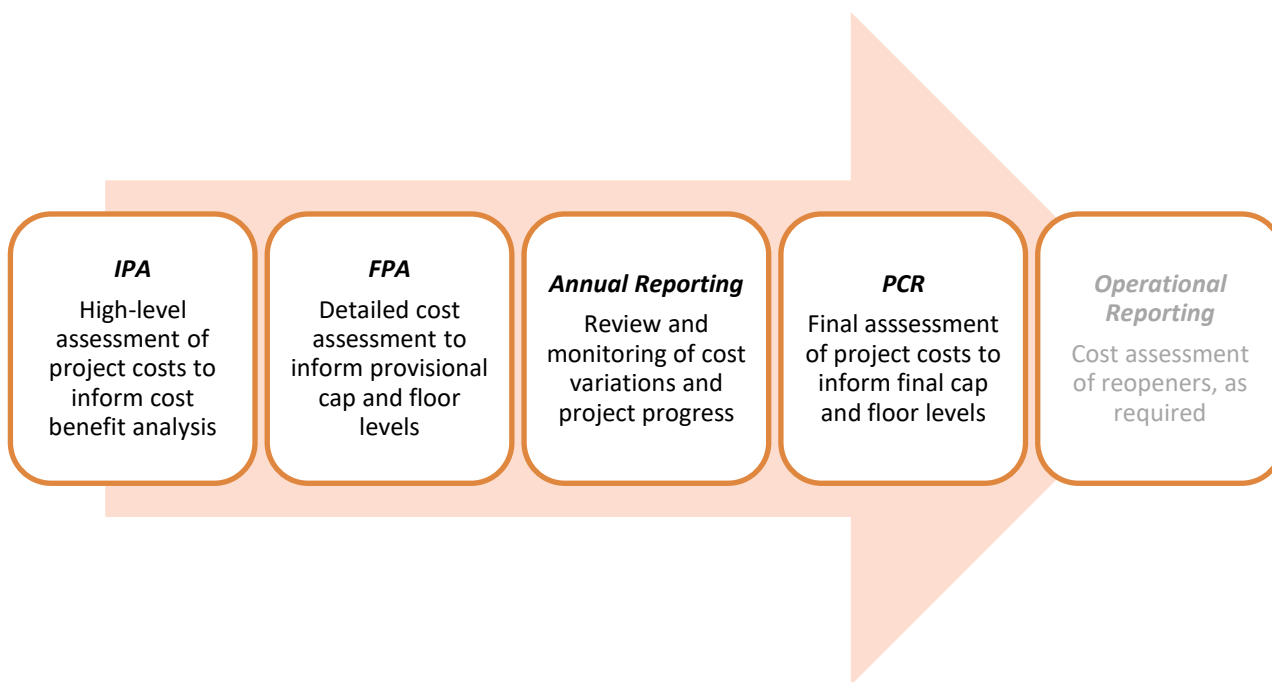 IPA
High-level
assessment of
project costs to
inform cost
benefit analysis
FPA
Detailed cost
assessment to
inform provisional
cap and floor
levels
Annual Reporting
Review and
monitoring of cost
variations and
project progress
PCR
Final asssessment
of project costs to
inform final cap
and floor levels
Operational
Reporting
Cost assessment
of reopeners, as
required